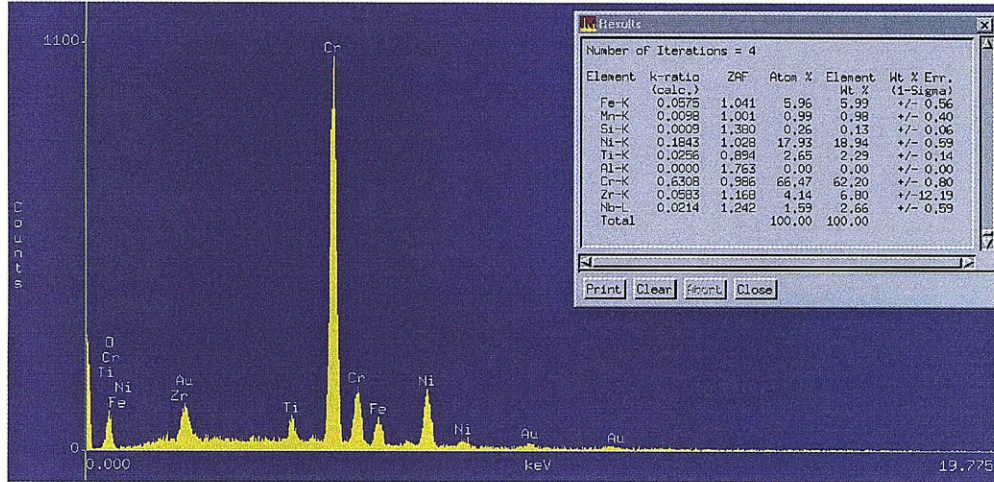 1100
Cr
Results
Number of Iterations = 4
Element k-ratio ZAF Atom % Element Wt % Err.
(calc.) Wt % (1-Sigma)
Fe-K 0.0575 1.041 5.96 5.99 +/- 0.56
Mn-K 0.0098 1.001 0.99 0.98 +/- 0.40
Si-K 0.0009 1.380 0.26 0.13 +/- 0.06
Ni-K 0.1843 1.028 17.93 18.94 +/- 0.59
Ti-K 0.0256 0.894 2.65 2.29 +/- 0.14
Al-K 0.0000 1.763 0.00 0.00 +/- 0.00
Cr-K 0.6308 0.986 66.47 62.20 +/- 0.80
Zr-K 0.0583 1.168 4.14 6.80 +/-12.19
Nb-L 0.0214 1.242 1.59 2.66 +/- 0.59
Total 100.00 100.00
Print Clear Abort Close
Counts
O
Cr
Ti
Ni
Fe
Au
Zr
Ti
Cr
Fe
Ni
Ni
Au
Au
0
0.000 keV 19.775